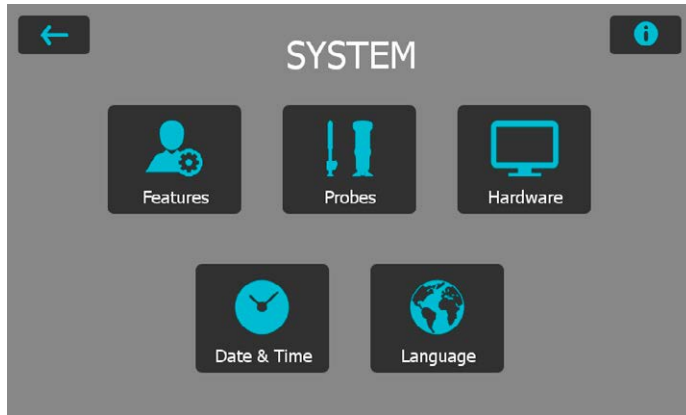 SYSTEM
Features
Probes
Hardware
Date & Time
Language